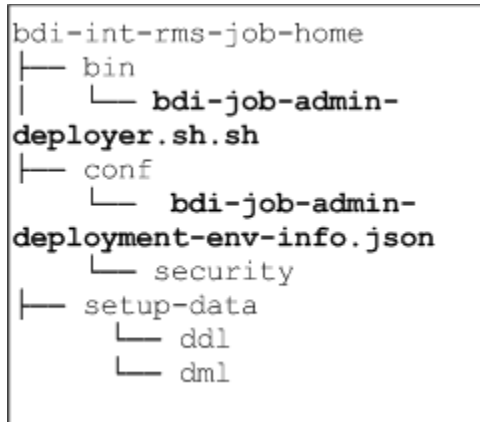 bdi-int-rms-job-home
├── bin
│   └── bdi-job-admin-
deployer.sh.sh
├── conf
    └──  bdi-job-admin-
deployment-env-info.json
    └── security
├── setup-data
     └── ddl
     └── dml